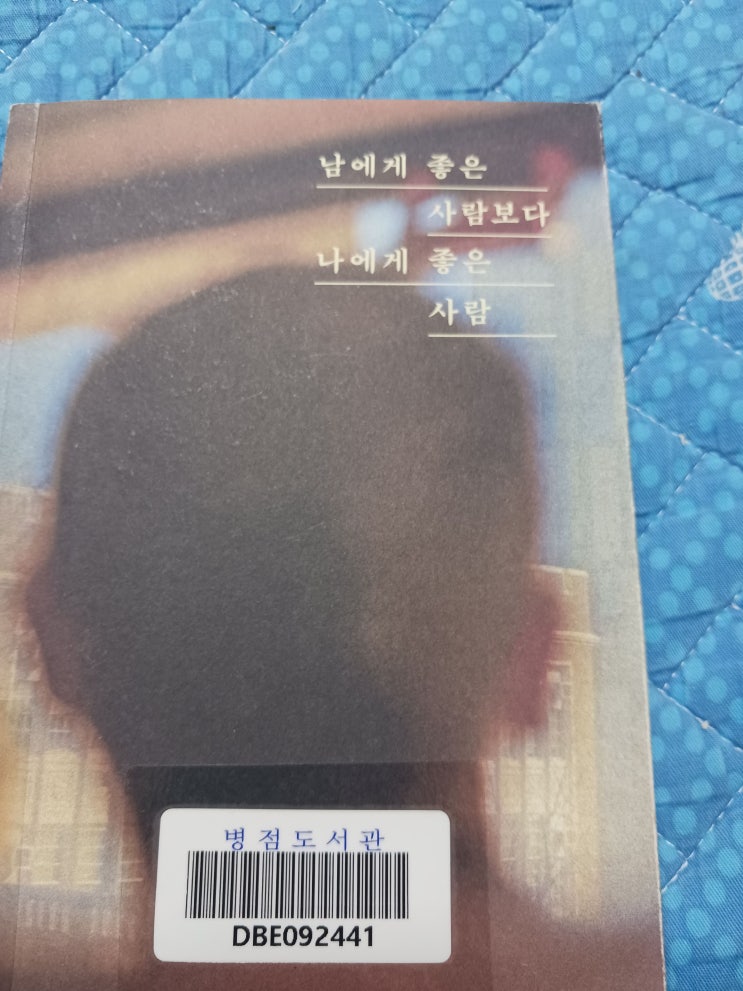 남에게 좋은
사람보다
나에게 좋은
사람
병점도서관
DBE092441